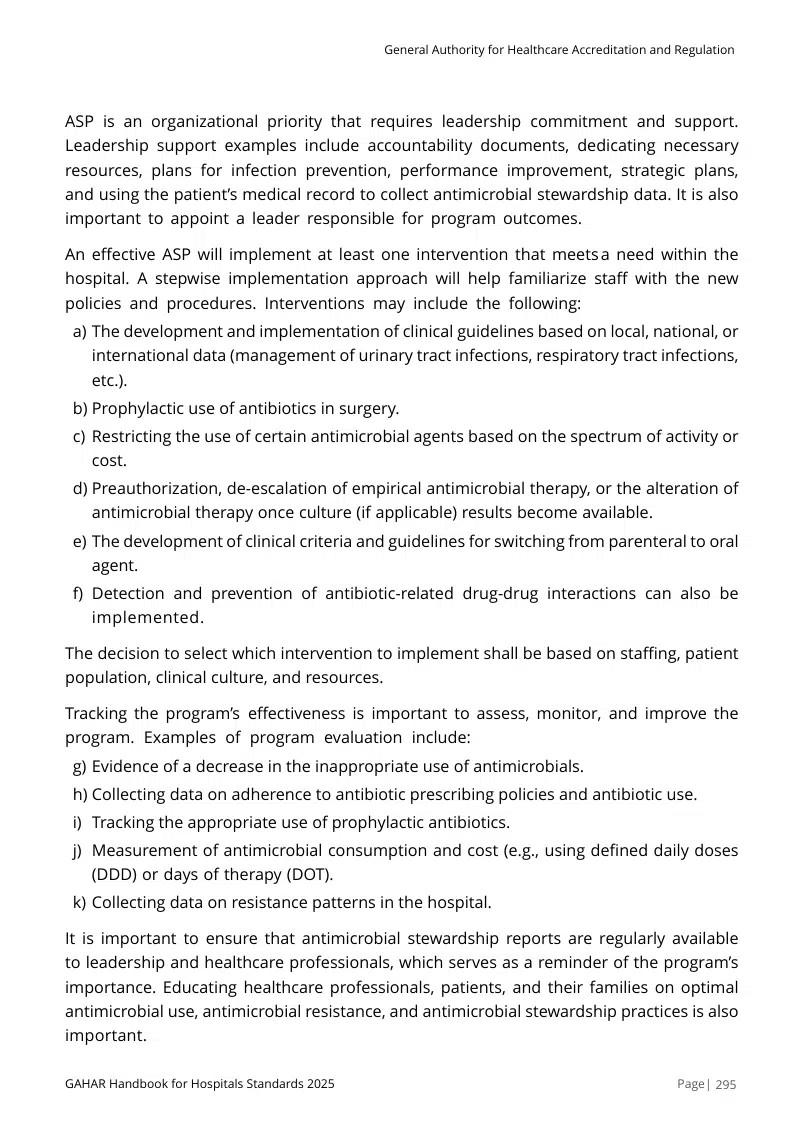 General Authority for Healthcare Accreditation and Regulation
ASP is an organizational priority that requires leadership commitment and support.
Leadership support examples include accountability documents, dedicating necessary
resources, plans for infection prevention, performance improvement, strategic plans,
and using the patient’s medical record to collect antimicrobial stewardship data. It is also
important to appoint a leader responsible for program outcomes.
An effective ASP will implement at least one intervention that meets a need within the
hospital. A stepwise implementation approach will help familiarize staff with the new
policies and procedures. Interventions may include the following:
a) The development and implementation of clinical guidelines based on local, national, or
international data (management of urinary tract infections, respiratory tract infections,
etc.).
b) Prophylactic use of antibiotics in surgery.
c) Restricting the use of certain antimicrobial agents based on the spectrum of activity or
cost.
d) Preauthorization, de-escalation of empirical antimicrobial therapy, or the alteration of
antimicrobial therapy once culture (if applicable) results become available.
e) The development of clinical criteria and guidelines for switching from parenteral to oral
agent.
f) Detection and prevention of antibiotic-related drug-drug interactions can also be
implemented.
The decision to select which intervention to implement shall be based on staffing, patient
population, clinical culture, and resources.
Tracking the program’s effectiveness is important to assess, monitor, and improve the
program. Examples of program evaluation include:
g) Evidence of a decrease in the inappropriate use of antimicrobials.
h) Collecting data on adherence to antibiotic prescribing policies and antibiotic use.
i) Tracking the appropriate use of prophylactic antibiotics.
j) Measurement of antimicrobial consumption and cost (e.g., using defined daily doses
(DDD) or days of therapy (DOT).
k) Collecting data on resistance patterns in the hospital.
It is important to ensure that antimicrobial stewardship reports are regularly available
to leadership and healthcare professionals, which serves as a reminder of the program’s
importance. Educating healthcare professionals, patients, and their families on optimal
antimicrobial use, antimicrobial resistance, and antimicrobial stewardship practices is also
important.
GAHAR Handbook for Hospitals Standards 2025 Page| 295